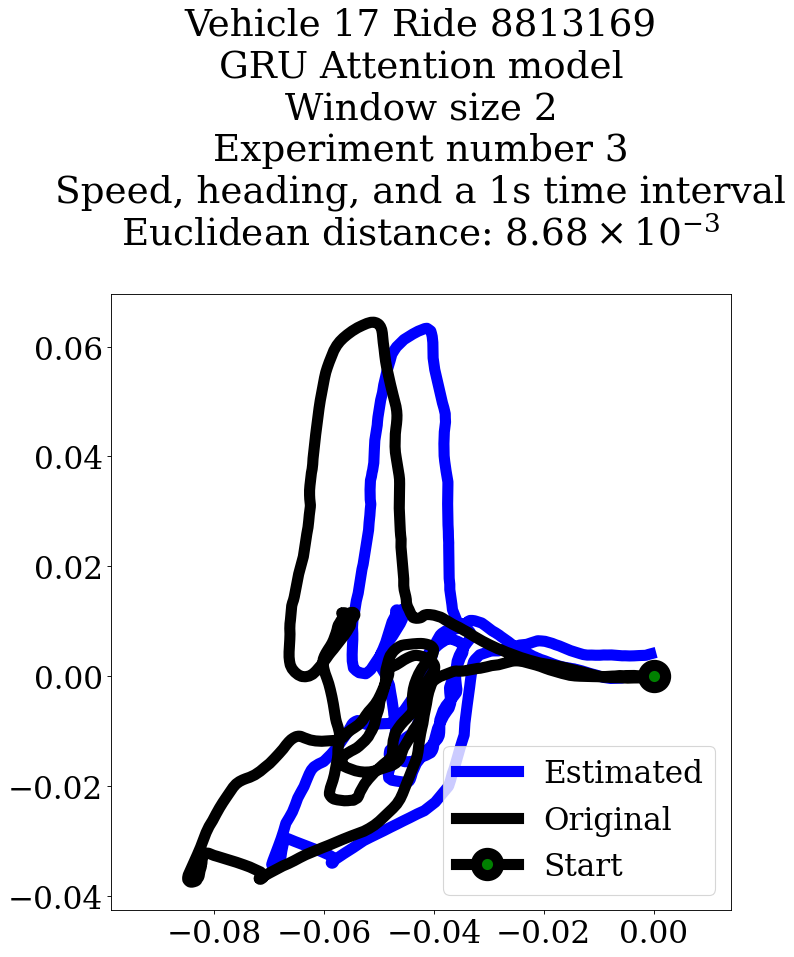 Vehicle 17 Ride 8813169
GRU Attention model
Window size 2
Experiment number 3
Speed, heading, and a 1s time interval
Euclidean distance: 8.68 × 10⁻³
0.06
0.04
0.02
0.00
−0.02
−0.04
Estimated
Original
Start
−0.08 −0.06 −0.04 −0.02 0.00